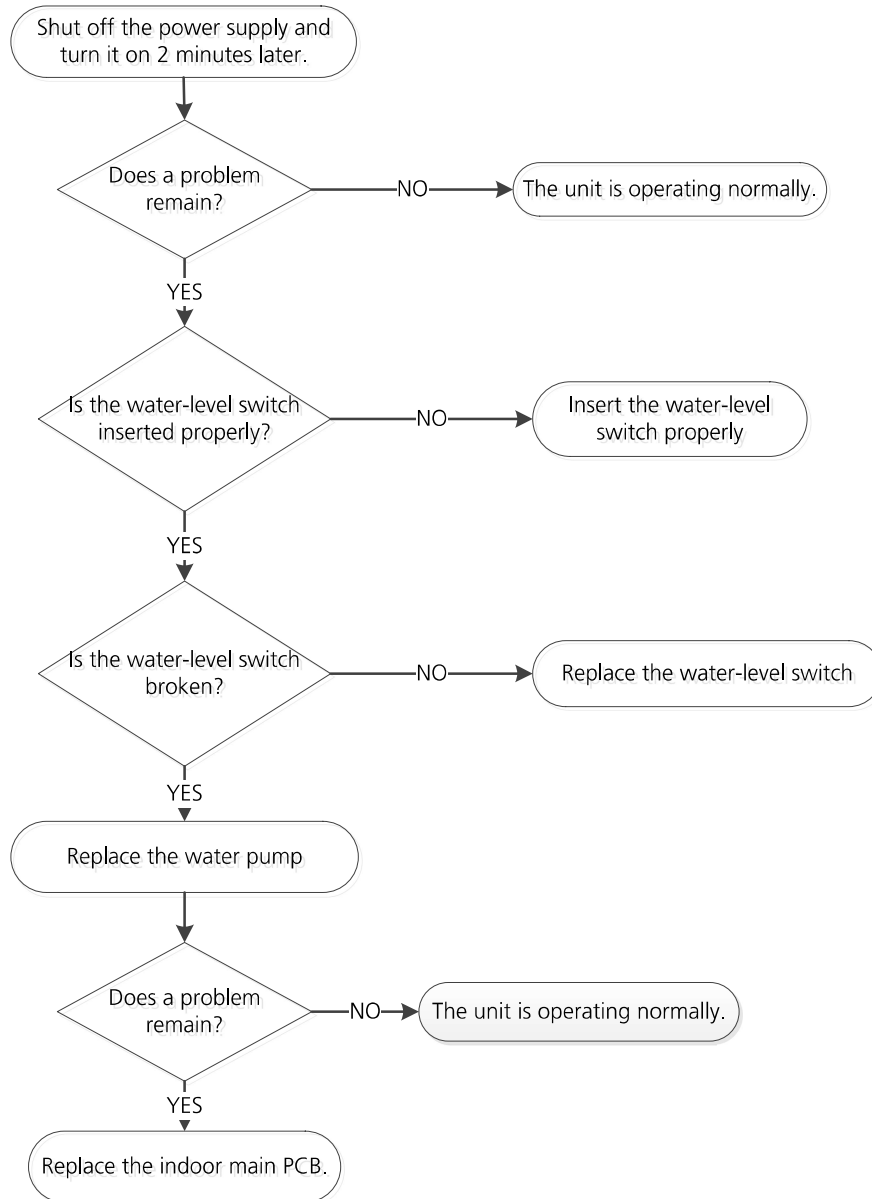 Shut off the power supply and
turn it on 2 minutes later.
Does a problem
remain?
NO
The unit is operating normally.
YES
Is the water-level switch
inserted properly?
NO
Insert the water-level
switch properly
YES
Is the water-level switch
broken?
NO
Replace the water-level switch
YES
Replace the water pump
Does a problem
remain?
NO
The unit is operating normally.
YES
Replace the indoor main PCB.